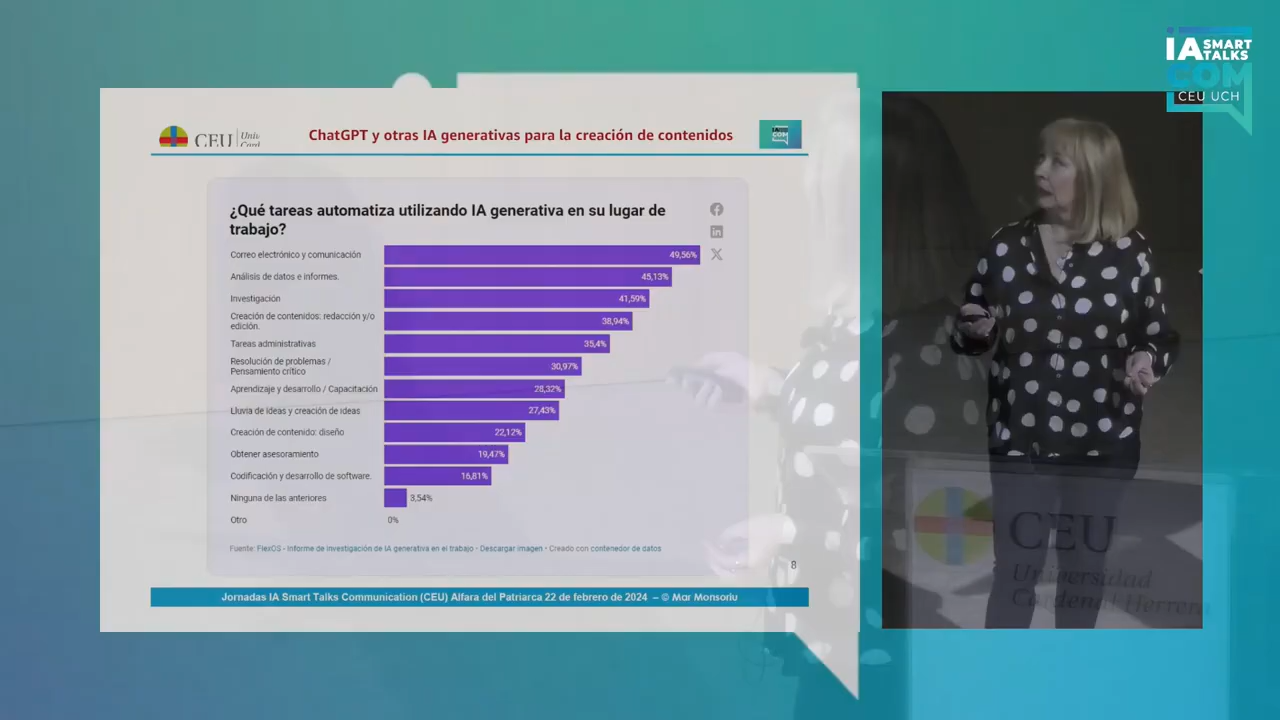 IA SMART TALKS
COM
CEU UCH
CEU
ChatGPT y otras IA generativas para la creación de contenidos
¿Qué tareas automatiza utilizando IA generativa en su lugar de
trabajo?
Correo electrónico y comunicación 49,56%
Análisis de datos e informes. 45,13%
Investigación 41,59%
Creación de contenidos: redacción y/o
edición. 38,94%
Tareas administrativas 35,4%
Resolución de problemas /
Pensamiento crítico 30,97%
Aprendizaje y desarrollo / Capacitación 28,32%
Lluvia de ideas y creación de ideas 27,43%
Creación de contenido: diseño 22,12%
Obtener asesoramiento 19,47%
Codificación y desarrollo de software. 16,81%
Ninguna de las anteriores 3,54%
Otro 0%
Fuente: FlexOS - Informe de investigación de IA generativa en el trabajo • Descargar imagen • Creado con contenedor de datos
8
Jornadas IA Smart Talks Communication (CEU) Alfara del Patriarca 22 de febrero de 2024 – © Mar Monsoriu
CEU
Universidad
Cardenal Herrera